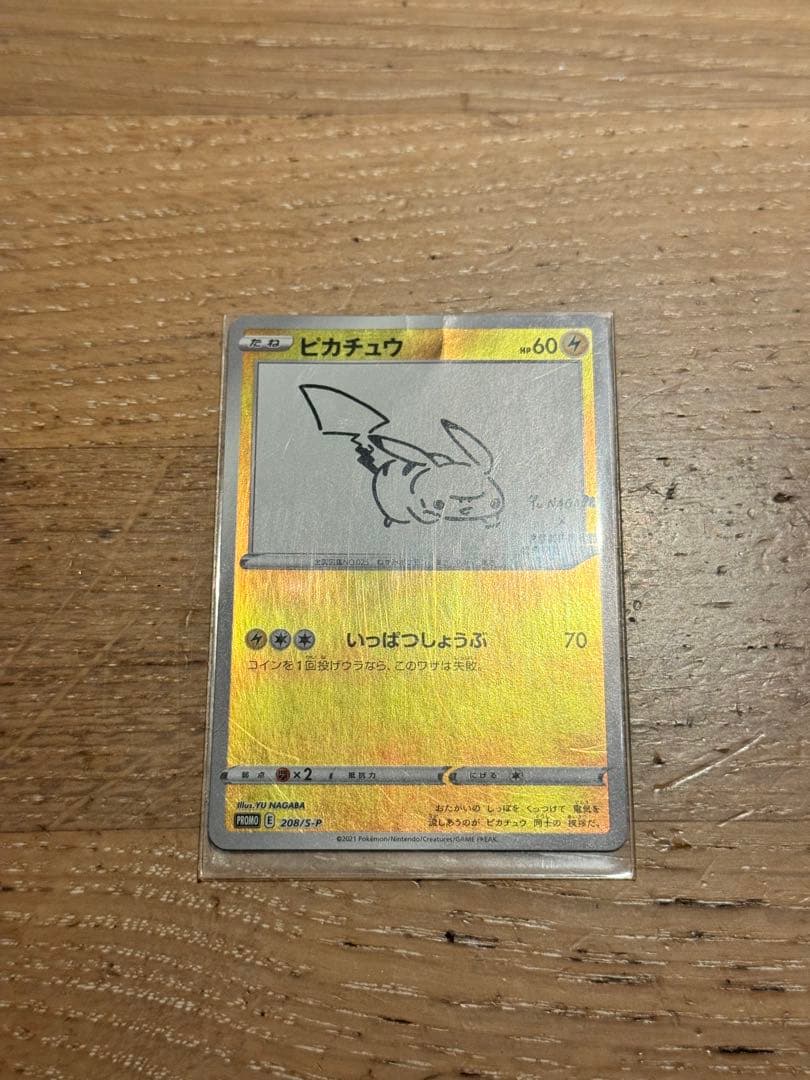 たね ピカチュウ HP60
Yu NAGABA
×
いっぱつしょうぶ 70
コインを1回投げウラなら、このワザは失敗。
弱点 ×2 抵抗力 にげる
Illus. YU NAGABA
おたがいの しっぽを くっつけて 電気を
流しあうのが ピカチュウ 同士の 挨拶だ。
PROMO E 208/S-P
©2021 Pokémon/Nintendo/Creatures/GAME FREAK.